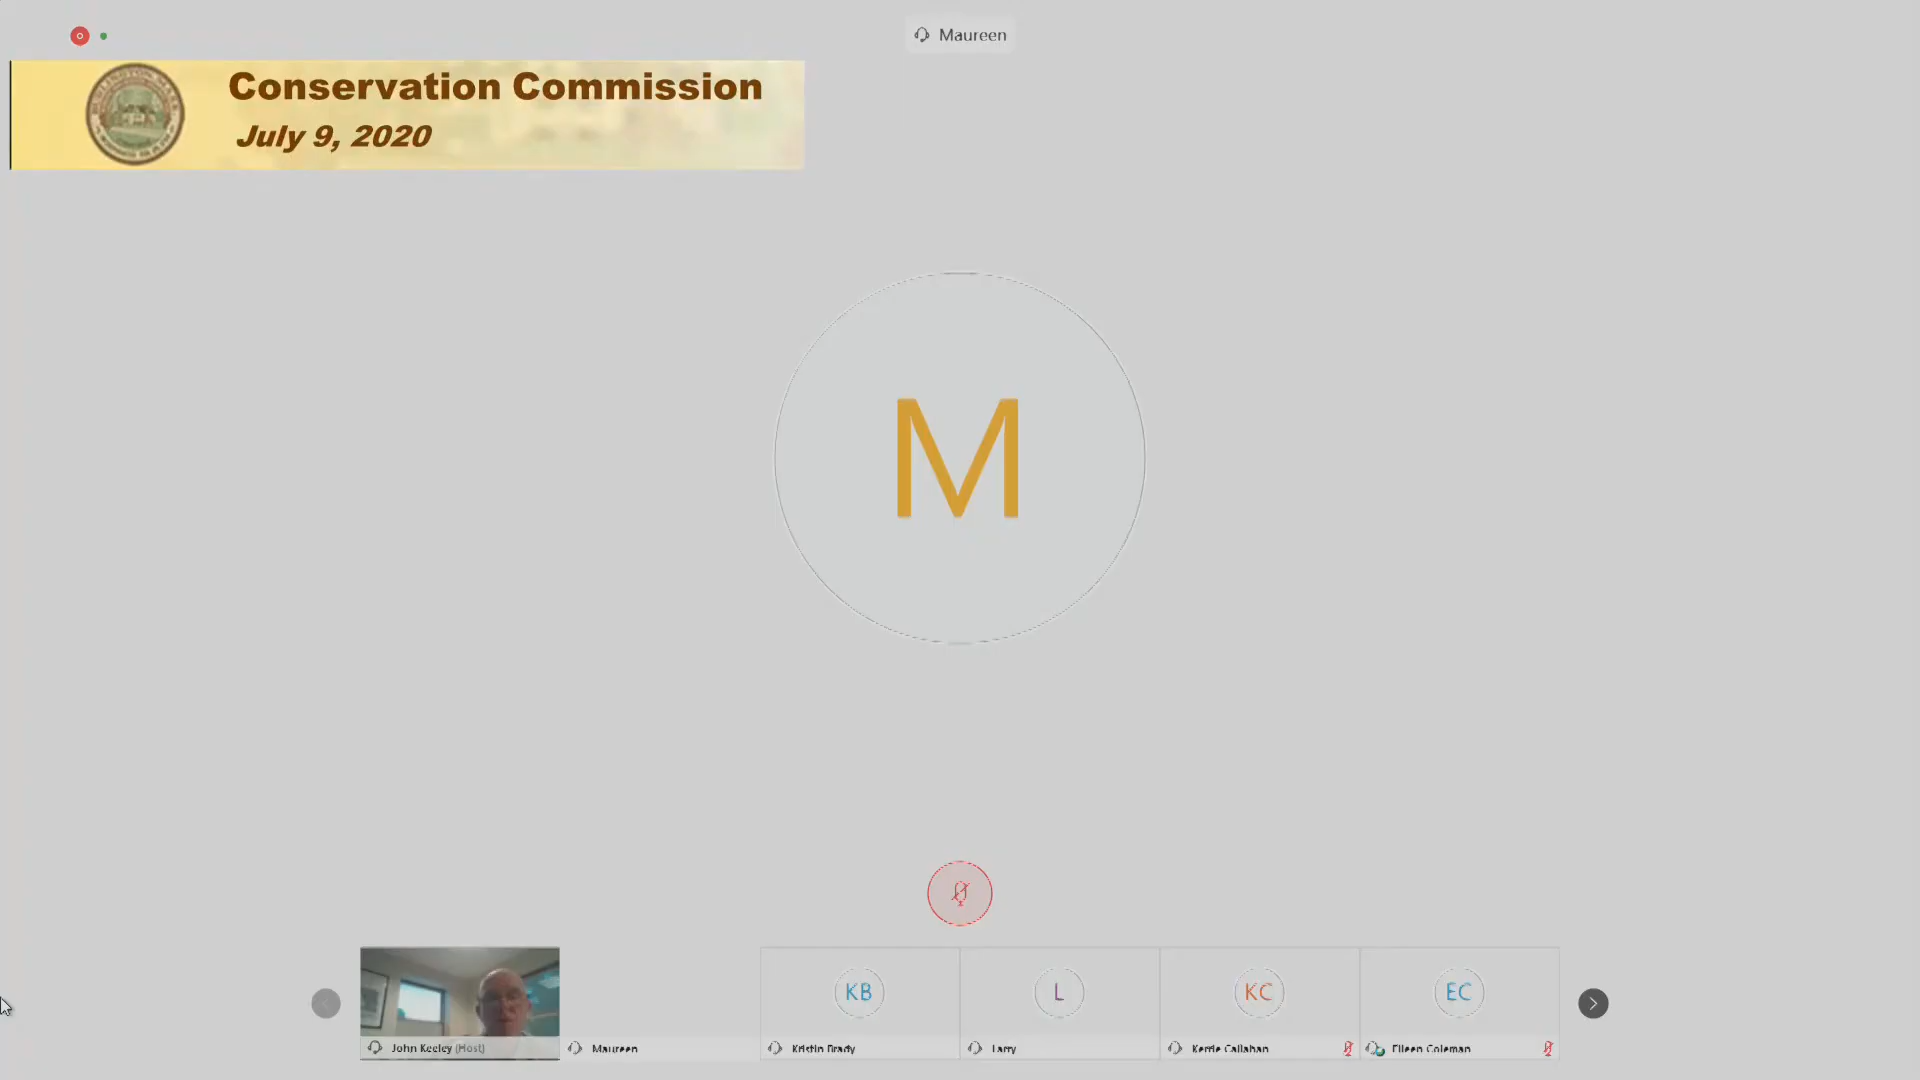 Maureen
Conservation Commission
July 9, 2020
M
KB
L
KC
EC
John Keeley (Host)
Maureen
Kristin Brady
Larry
Kerrie Callahan
Eileen Coleman